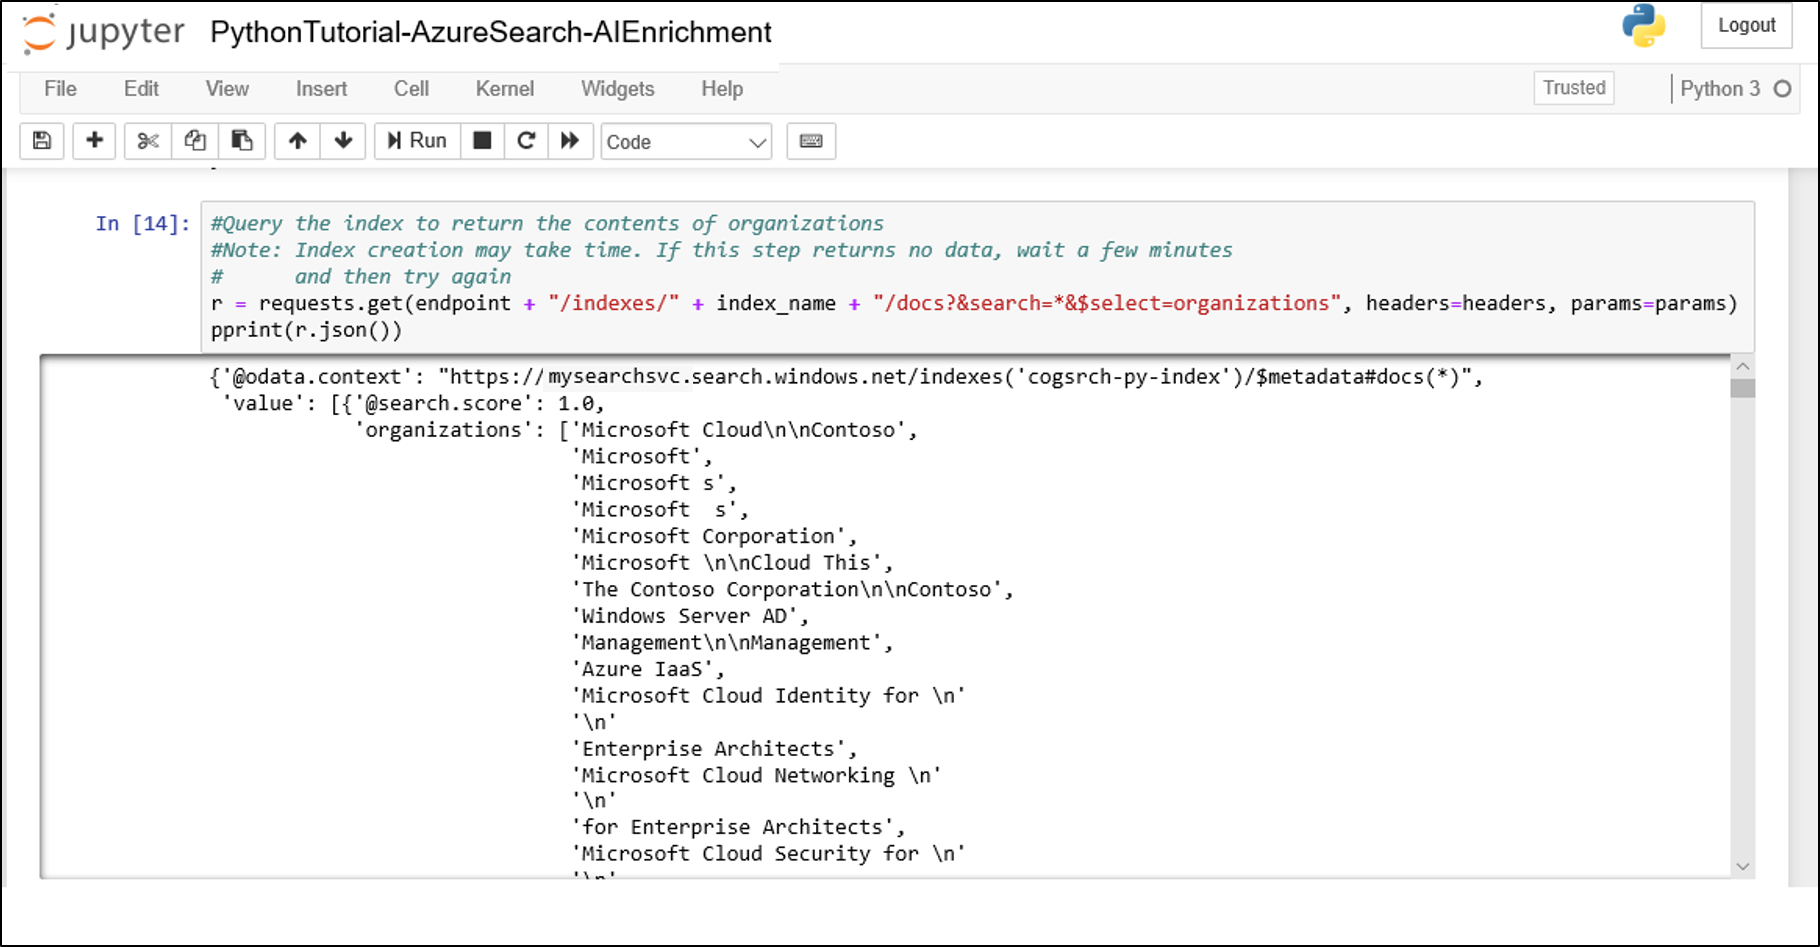 jupyter PythonTutorial-AzureSearch-AIEnrichment Logout
File Edit View Insert Cell Kernel Widgets Help Trusted Python 3
Run Code
In [14]: #Query the index to return the contents of organizations
#Note: Index creation may take time. If this step returns no data, wait a few minutes
#      and then try again
r = requests.get(endpoint + "/indexes/" + index_name + "/docs?&search=*&$select=organizations", headers=headers, params=params)
pprint(r.json())
{'@odata.context': "https://mysearchsvc.search.windows.net/indexes('cogsrch-py-index')/$metadata#docs(*)",
 'value': [{'@search.score': 1.0,
            'organizations': ['Microsoft Cloud\n\nContoso',
                              'Microsoft',
                              'Microsoft s',
                              'Microsoft  s',
                              'Microsoft Corporation',
                              'Microsoft \n\nCloud This',
                              'The Contoso Corporation\n\nContoso',
                              'Windows Server AD',
                              'Management\n\nManagement',
                              'Azure IaaS',
                              'Microsoft Cloud Identity for \n'
                              '\n'
                              'Enterprise Architects',
                              'Microsoft Cloud Networking \n'
                              '\n'
                              'for Enterprise Architects',
                              'Microsoft Cloud Security for \n'
                              '\n'